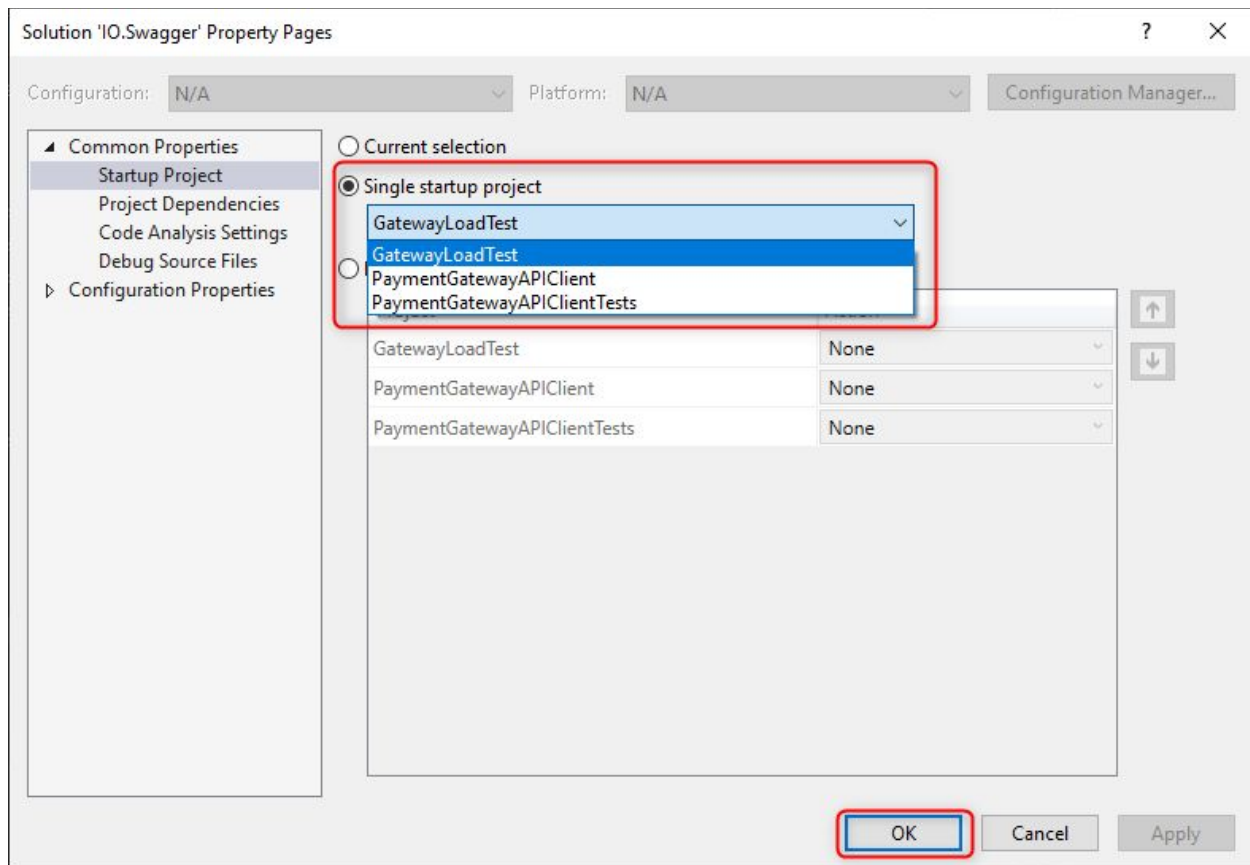 Solution 'IO.Swagger' Property Pages
?
Configuration: N/A Platform: N/A Configuration Manager...
Common Properties
Startup Project
Project Dependencies
Code Analysis Settings
Debug Source Files
Configuration Properties
Current selection
Single startup project
GatewayLoadTest
GatewayLoadTest
PaymentGatewayAPIClient
PaymentGatewayAPIClientTests
GatewayLoadTest None
PaymentGatewayAPIClient None
PaymentGatewayAPIClientTests None
OK Cancel Apply